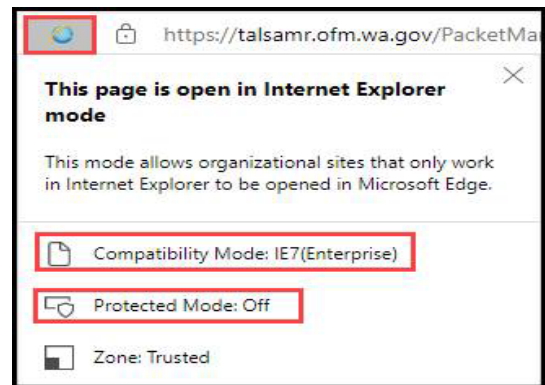 https://talsamr.ofm.wa.gov/PacketMa
This page is open in Internet Explorer
mode
This mode allows organizational sites that only work
in Internet Explorer to be opened in Microsoft Edge.
Compatibility Mode: IE7(Enterprise)
Protected Mode: Off
Zone: Trusted